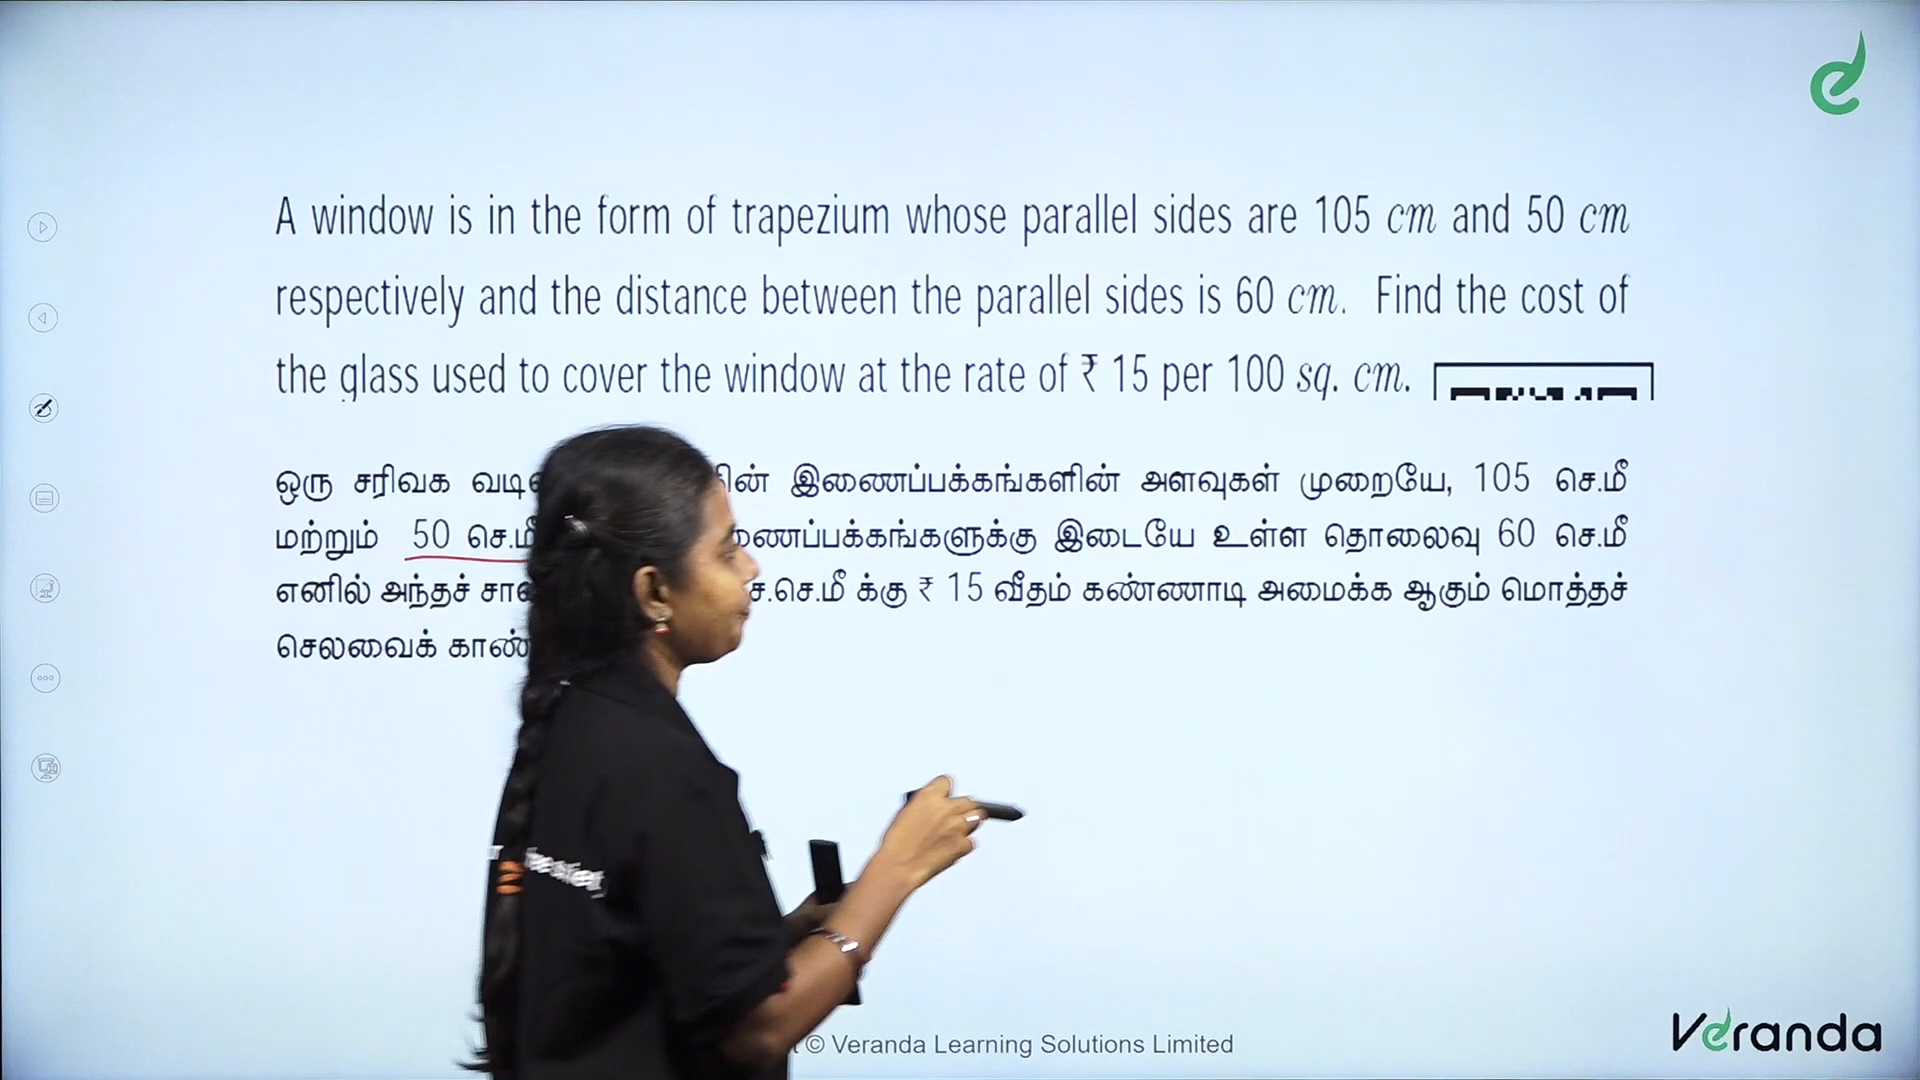 A window is in the form of trapezium whose parallel sides are 105 cm and 50 cm
respectively and the distance between the parallel sides is 60 cm. Find the cost of
the glass used to cover the window at the rate of ₹ 15 per 100 sq. cm.
ஒரு சரிவக இணைப்பக்கங்களின் அளவுகள் முறையே, 105 செ.மீ
மற்றும் 50 செ.மீ இடையே உள்ள தொலைவு 60 செ.மீ
எனில் அந்தச் ச.செ.மீ க்கு ₹ 15 வீதம் கண்ணாடி அமைக்க ஆகும் மொத்தச்
செலவைக்
© Veranda Learning Solutions Limited
Veranda